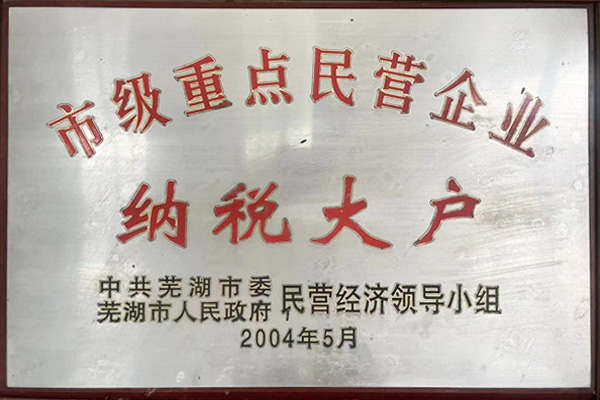 市级重点民营企业
纳税大户
中共芜湖市委
芜湖市人民政府
民营经济领导小组
2004年5月